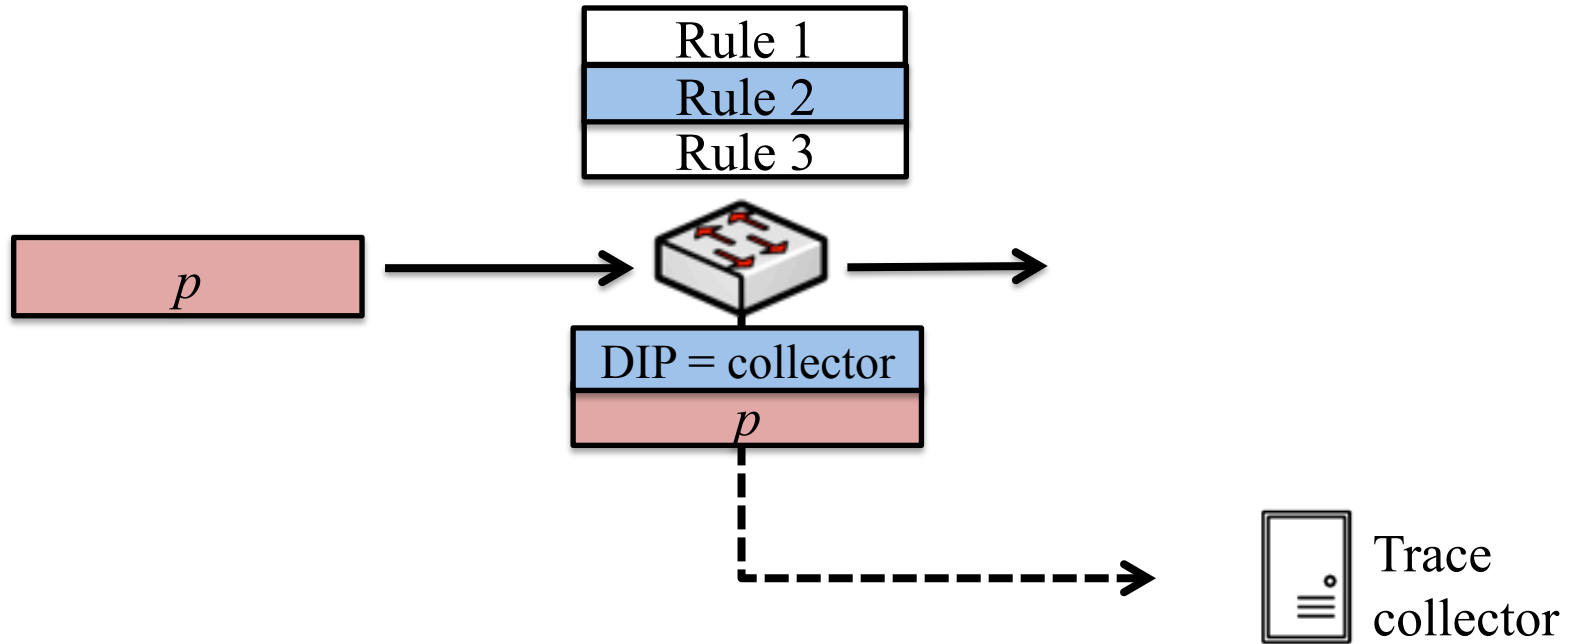 Rule 1
Rule 2
Rule 3
p
DIP = collector
p
Trace
collector